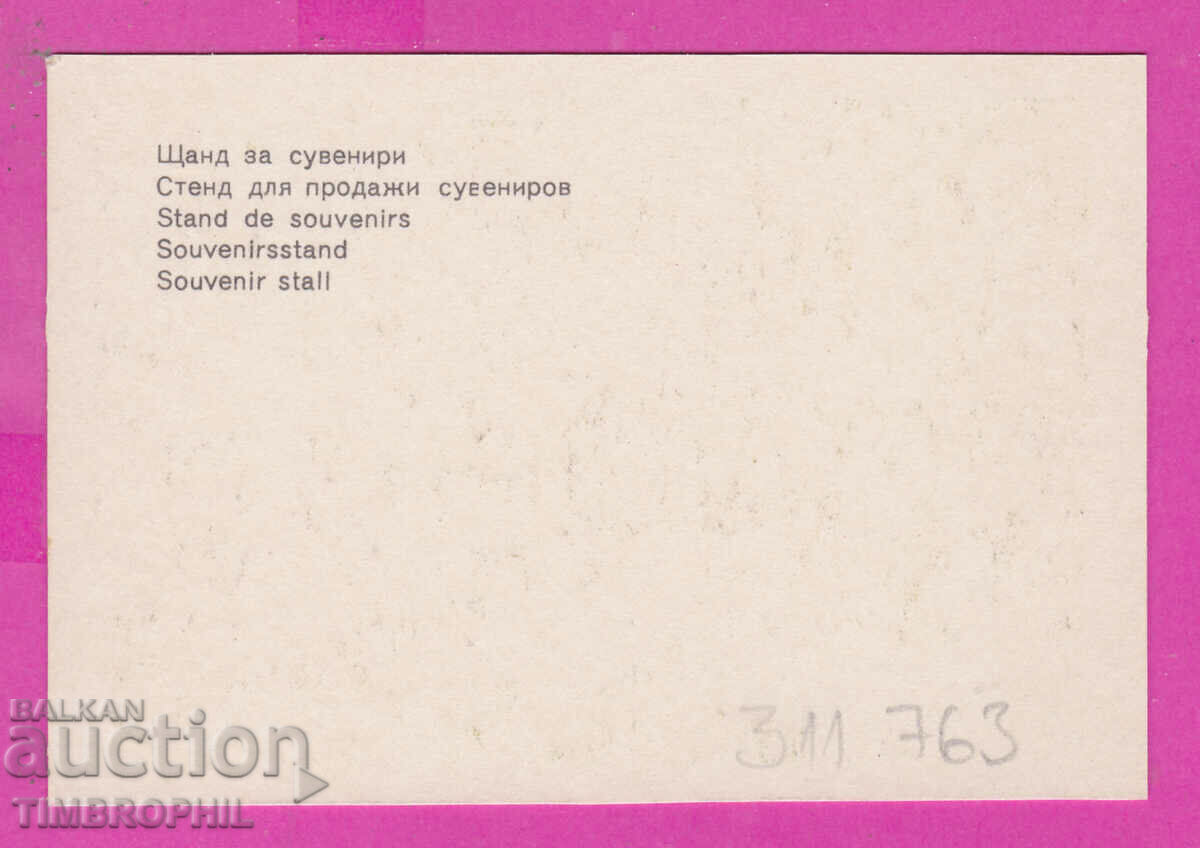 Щанд за сувенири
Стенд для продажи сувениров
Stand de souvenirs
Souvenirsstand
Souvenir stall
311 763
BALKAN
auction
TIMBROPHIL